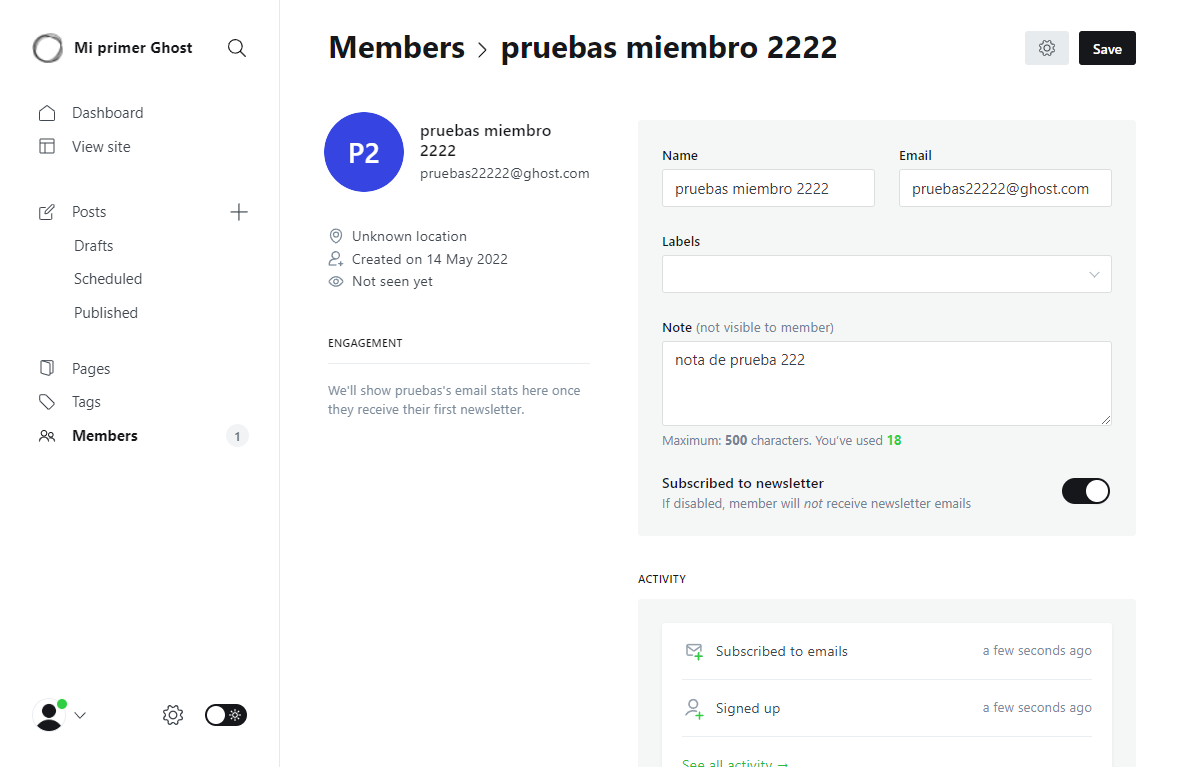 Mi primer Ghost
Dashboard
View site
Posts
Drafts
Scheduled
Published
Pages
Tags
Members
1
Members > pruebas miembro 2222
Save
P2
pruebas miembro
2222
pruebas22222@ghost.com
Unknown location
Created on 14 May 2022
Not seen yet
ENGAGEMENT
We'll show pruebas's email stats here once
they receive their first newsletter.
Name
Email
pruebas miembro 2222
pruebas22222@ghost.com
Labels
Note (not visible to member)
nota de prueba 222
Maximum: 500 characters. You've used 18
Subscribed to newsletter
If disabled, member will not receive newsletter emails
ACTIVITY
Subscribed to emails
a few seconds ago
Signed up
a few seconds ago
See all activity →